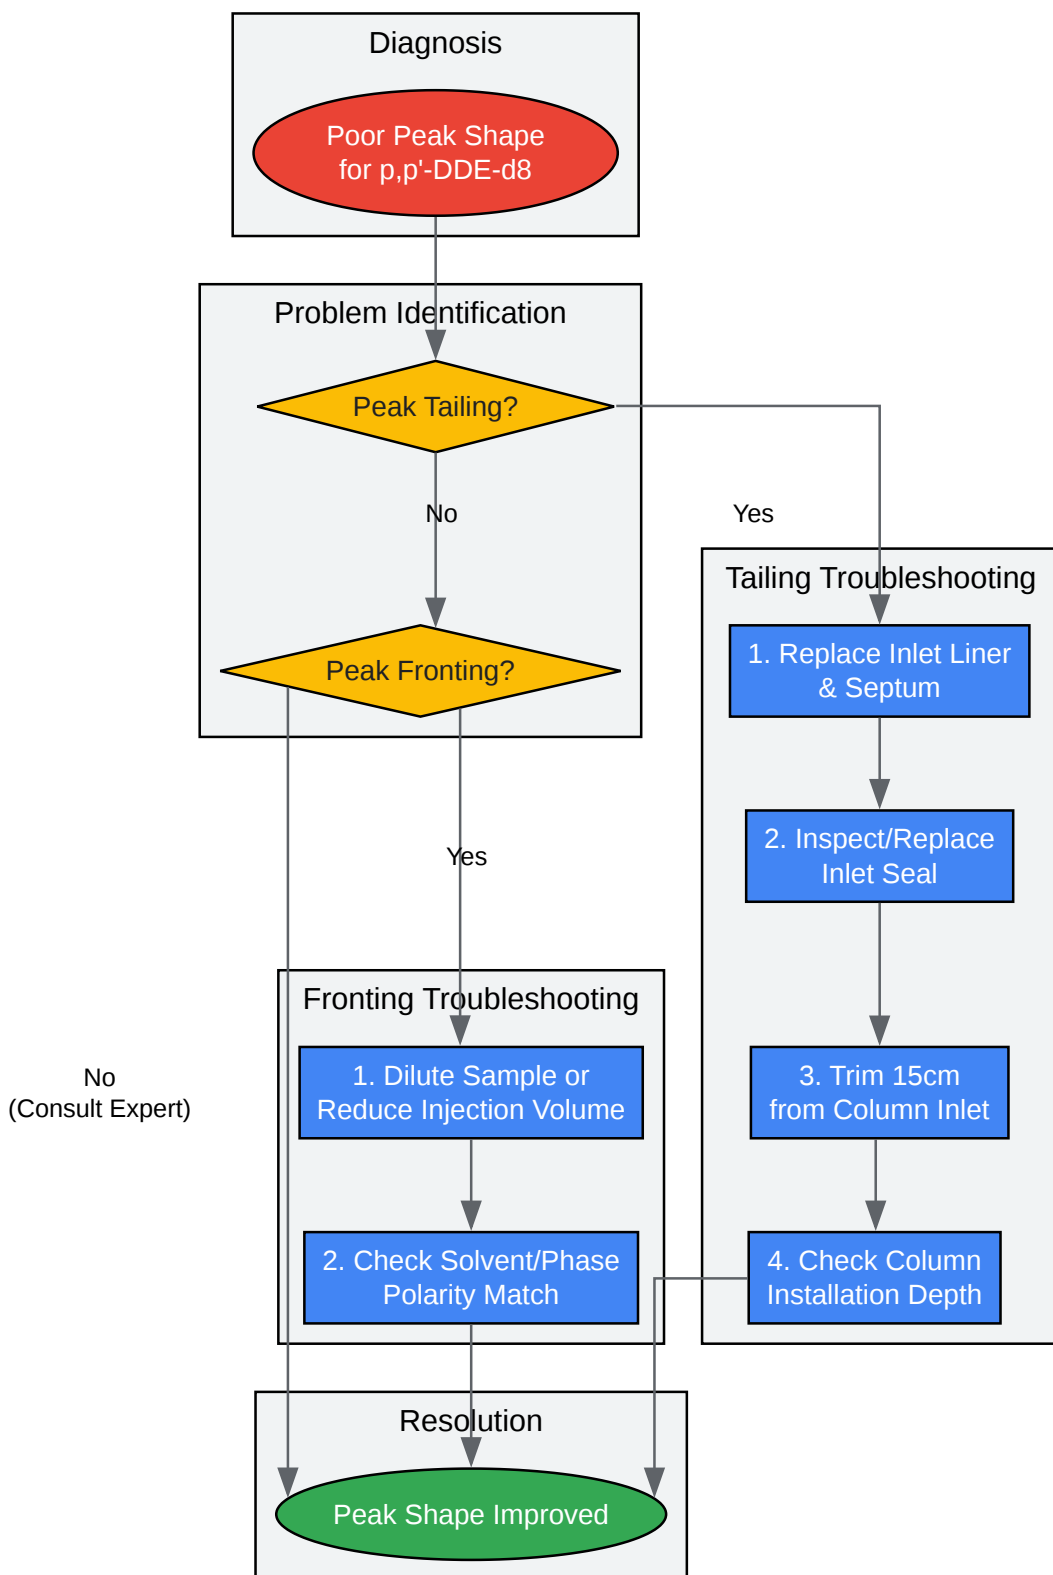 Diagnosis
Poor Peak Shape
for p,p'-DDE-d8
Problem Identification
Peak Tailing?
No
Yes
Peak Fronting?
Tailing Troubleshooting
1. Replace Inlet Liner
& Septum
2. Inspect/Replace
Inlet Seal
3. Trim 15cm
from Column Inlet
4. Check Column
Installation Depth
Yes
Fronting Troubleshooting
1. Dilute Sample or
Reduce Injection Volume
2. Check Solvent/Phase
Polarity Match
No
(Consult Expert)
Resolution
Peak Shape Improved